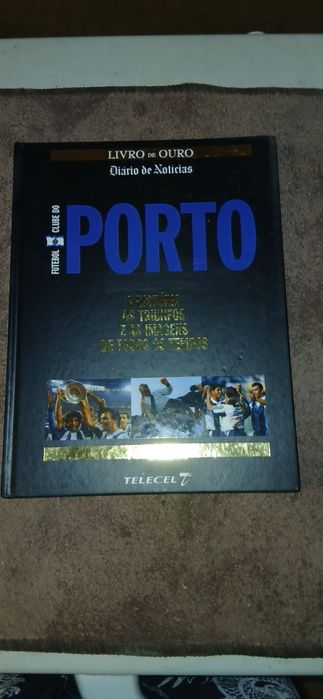 LIVRO DE OURO
Diário de Notícias
FUTEBOL CLUBE DO
PORTO
A HISTÓRIA
OS TRIUNFOS
E AS IMAGENS
DE TODOS OS TEMPOS
TELECEL